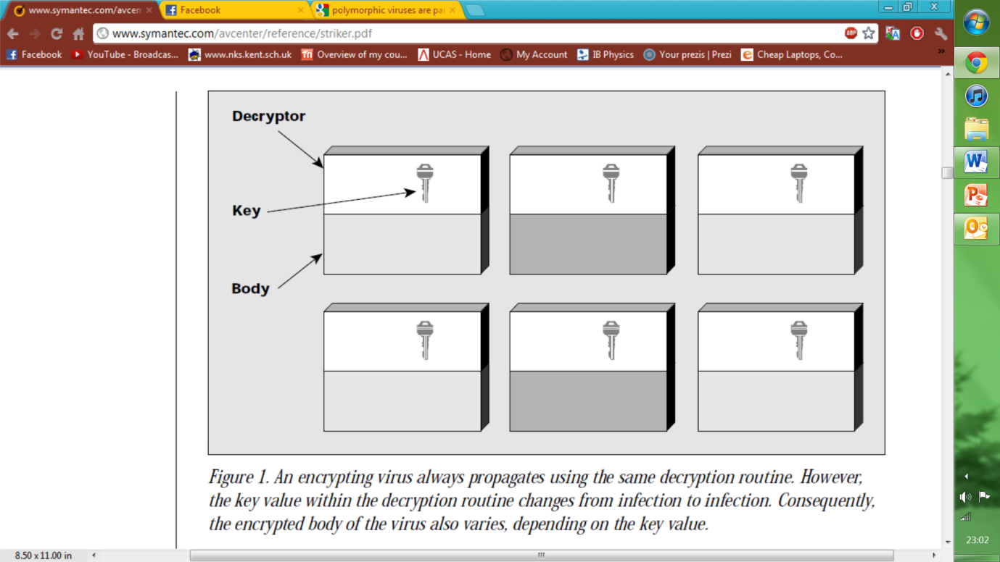 www.symantec.com/avcen
Facebook
polymorphic viruses are par
www.symantec.com/avcenter/reference/striker.pdf
ABP
Facebook
YouTube - Broadcas...
www.nks.kent.sch.uk
Overview of my cou...
UCAS - Home
My Account
IB Physics
Your prezis | Prezi
Cheap Laptops, Co...
»
Decryptor
Key
Body
Figure 1. An encrypting virus always propagates using the same decryption routine. However,
the key value within the decryption routine changes from infection to infection. Consequently,
the encrypted body of the virus also varies, depending on the key value.
8.50 x 11.00 in
23:02